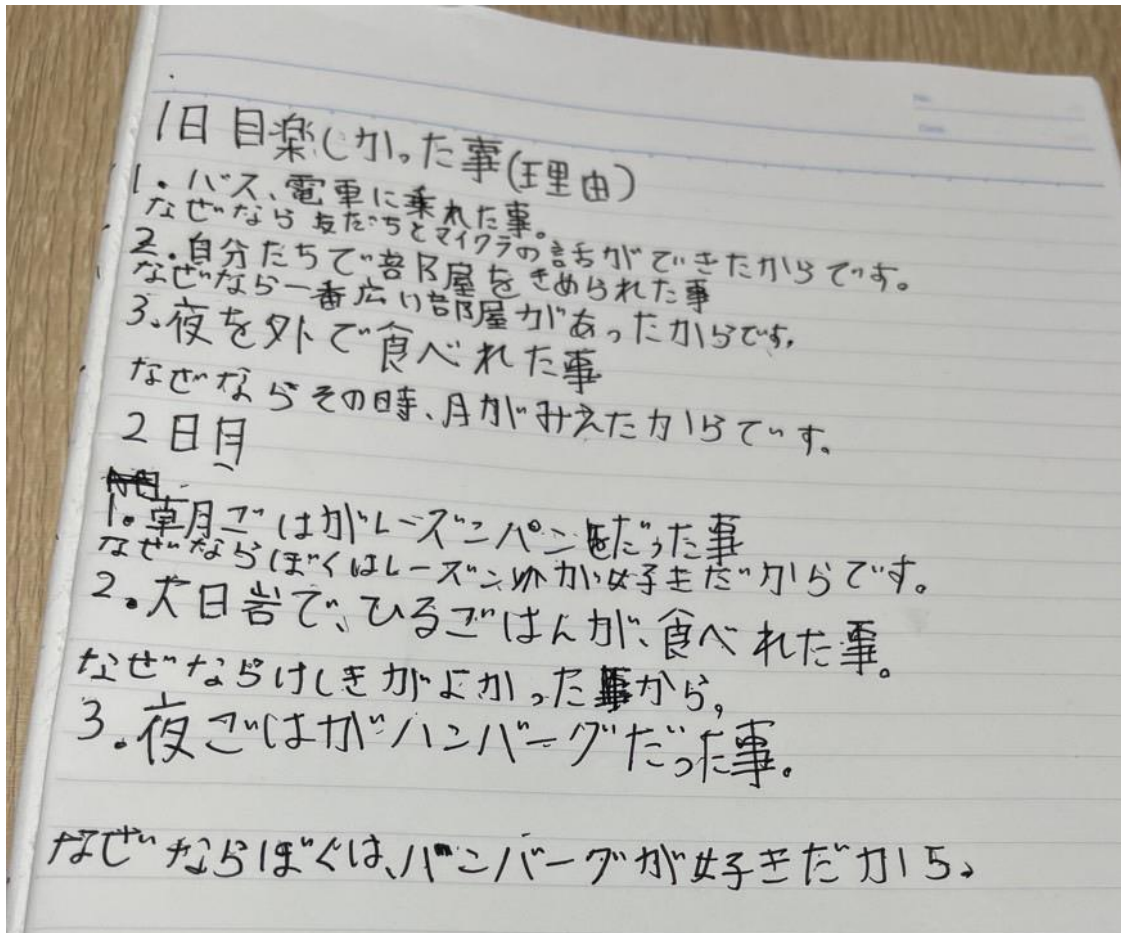 1日目楽しかった事(理由)
1.バス、電車に乗れた事。
なぜなら友だちとマイクラの話ができたからです。
2.自分たちで部屋をきめられた事
なぜなら一番広い部屋があったからです。
3.夜を外で食べれた事
なぜならその時、月がみえたからです。
2日目
1.朝ごはがレーズンパンだった事
なぜならぼくはレーズンが好きだからです。
2.大日岩で、ひるごはんが、食べれた事。
なぜならけしきがよかったから。
3.夜ごはがハンバーグだった事。
なぜならぼくは、ハンバーグが好きだから。